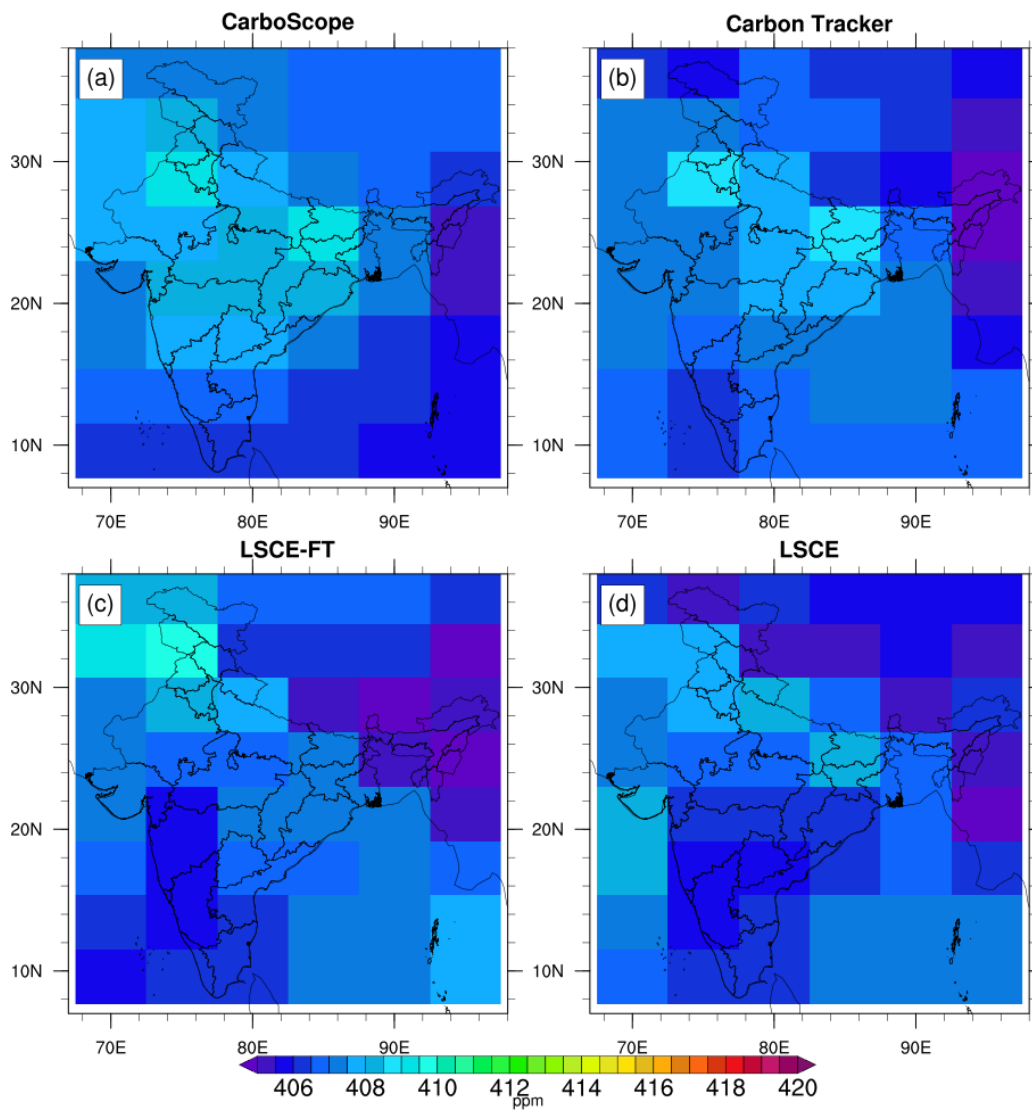 CarboScope
Carbon Tracker
(a)
(b)
30N
20N
10N
30N
20N
10N
70E
80E
90E
70E
80E
90E
LSCE-FT
LSCE
(c)
(d)
30N
20N
10N
30N
20N
10N
70E
80E
90E
70E
80E
90E
406
408
410
412
414
416
418
420
ppm